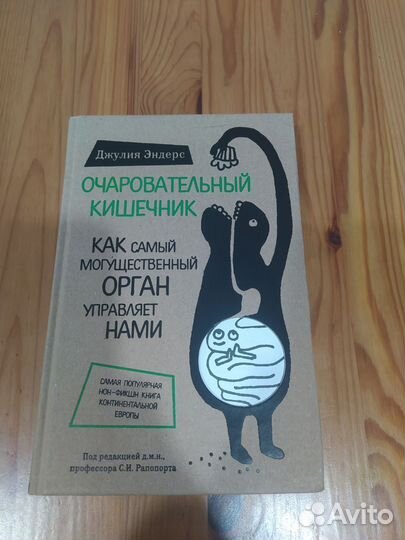 Джулия Эндерс
ОЧАРОВАТЕЛЬНЫЙ
КИШЕЧНИК
КАК САМЫЙ
МОГУЩЕСТВЕННЫЙ
ОРГАН
УПРАВЛЯЕТ
НАМИ
САМАЯ ПОПУЛЯРНАЯ
НОН-ФИКШН КНИГА
КОНТИНЕНТАЛЬНОЙ
ЕВРОПЫ
Под редакцией д.м.н.,
профессора С.И. Рапопорта
Avito